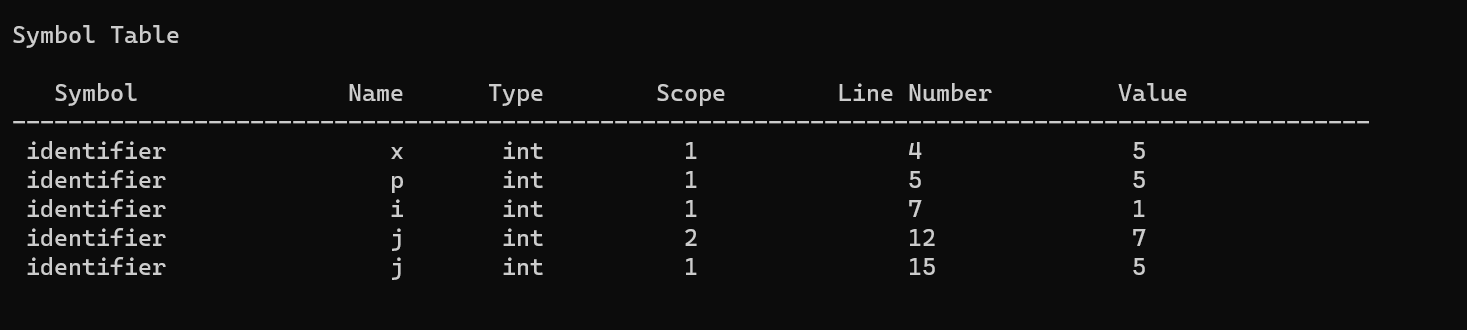 Symbol Table
Symbol Name Type Scope Line Number Value
----------------------------------------------------------------------------------------------
identifier x int 1 4 5
identifier p int 1 5 5
identifier i int 1 7 1
identifier j int 2 12 7
identifier j int 1 15 5